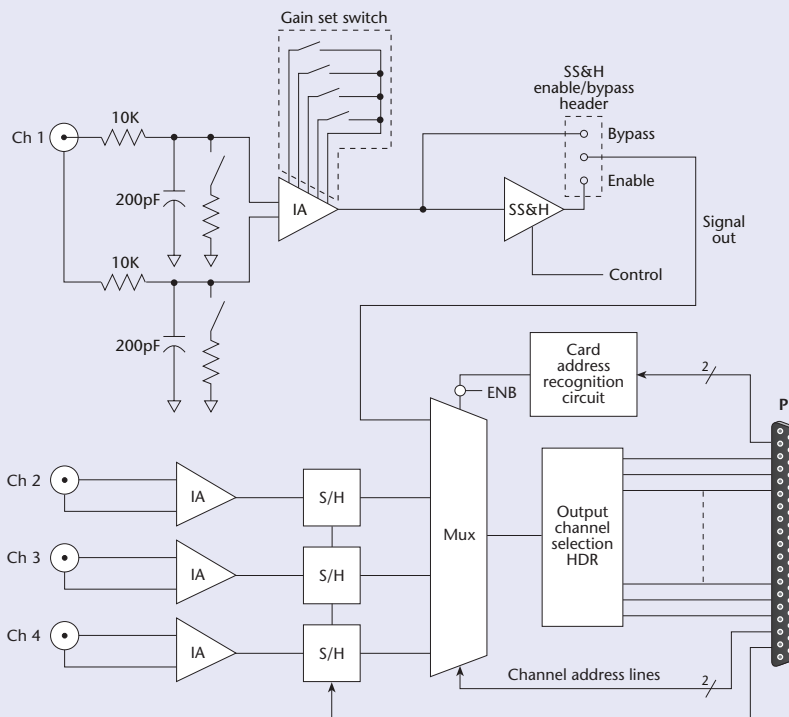 Gain set switch
SS&H
enable/bypass
header
10K
Bypass
Ch 1
Enable
200pF
IA
SS&H
Signal
out
10K
Control
200pF
Card
address
recognition
circuit
2
ENB
P
Ch 2
IA
S/H
Mux
Output
channel
selection
HDR
Ch 3
IA
S/H
Ch 4
IA
S/H
Channel address lines
2